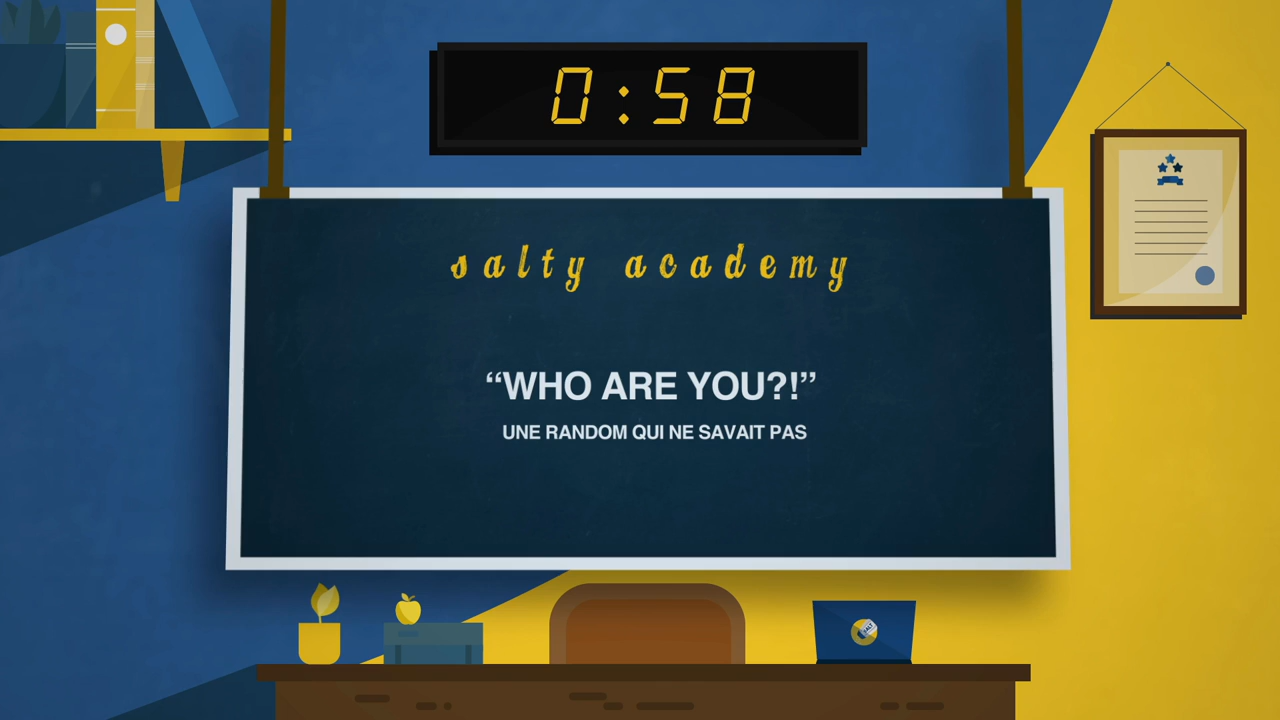 0:58
salty academy
“WHO ARE YOU?!”
UNE RANDOM QUI NE SAVAIT PAS